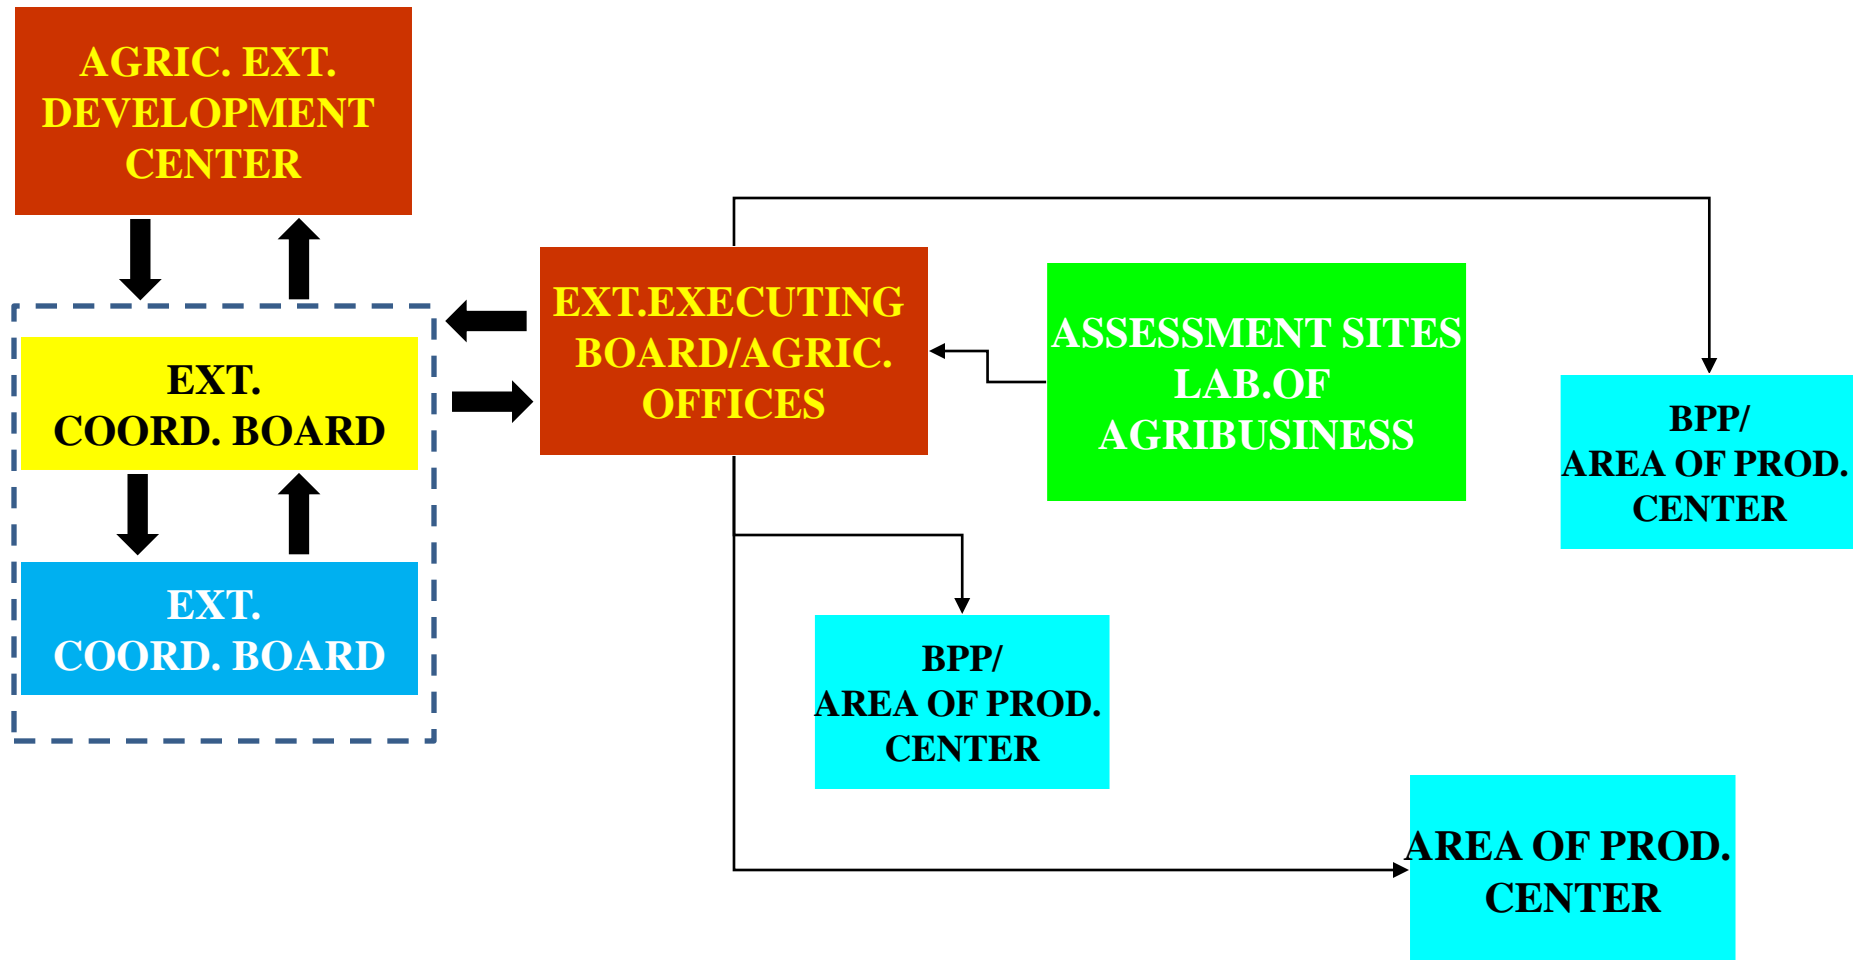 AGRIC. EXT.
DEVELOPMENT
CENTER
EXT.
COORD. BOARD
EXT.
COORD. BOARD
EXT.EXECUTING
BOARD/AGRIC.
OFFICES
ASSESSMENT SITES
LAB.OF
AGRIBUSINESS
BPP/
AREA OF PROD.
CENTER
BPP/
AREA OF PROD.
CENTER
AREA OF PROD.
CENTER